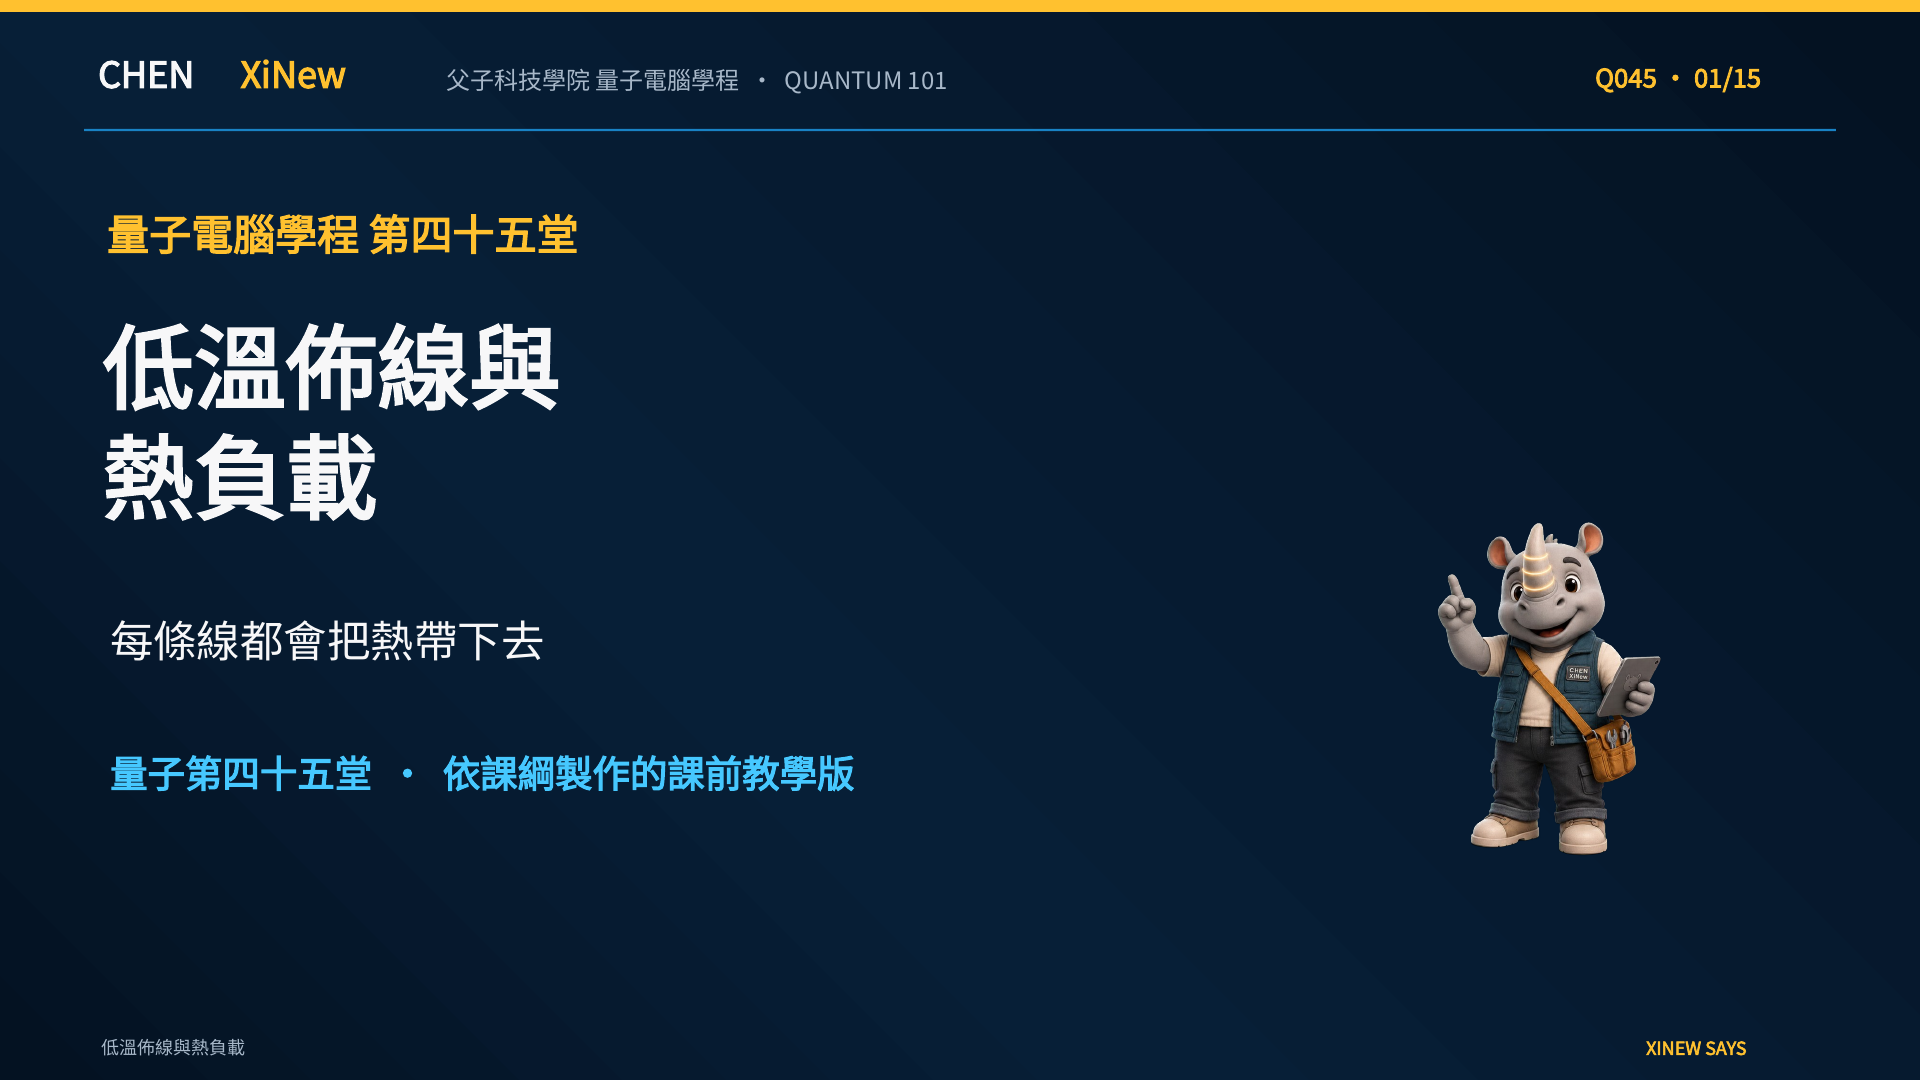 CHEN XiNew 父子科技學院 量子電腦學程 • QUANTUM 101 Q045 • 01/15
量子電腦學程 第四十五堂
低溫佈線與
熱負載
每條線都會把熱帶下去
量子第四十五堂 • 依課綱製作的課前教學版
CHEN
XiNew
低溫佈線與熱負載
XINEW SAYS